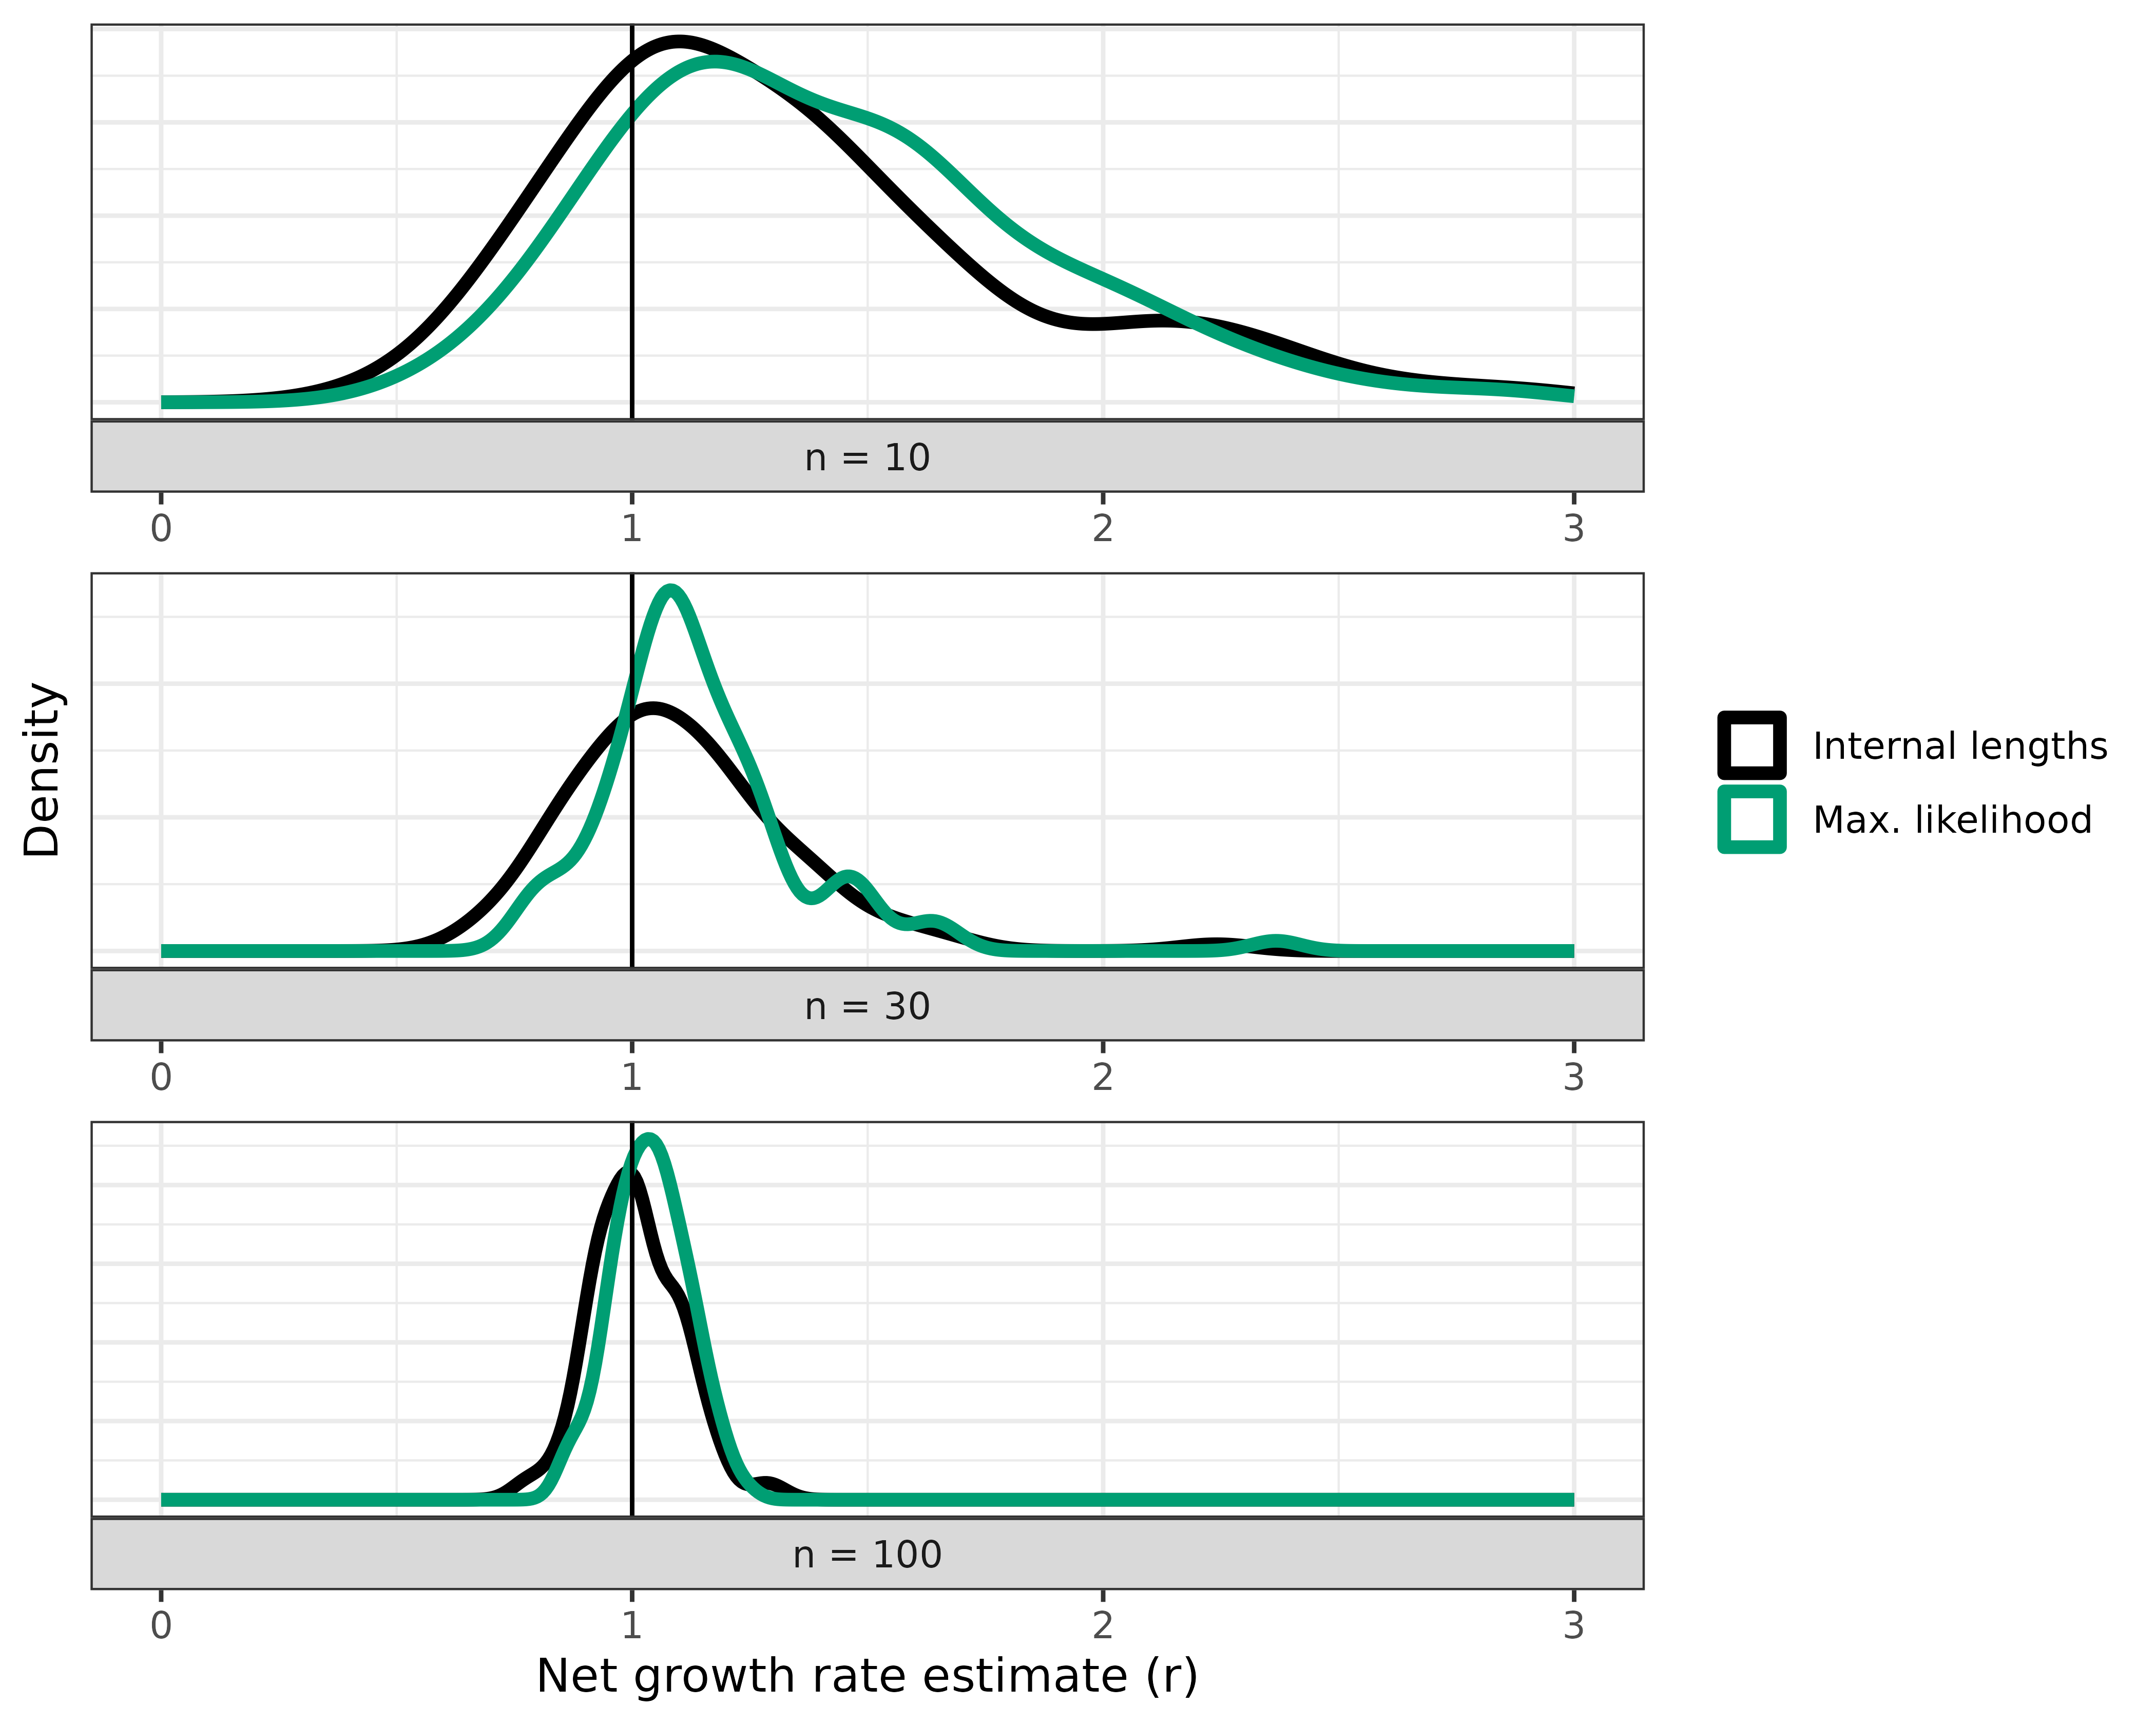 Density
n = 10
0 1 2 3
n = 30
0 1 2 3
n = 100
0 1 2 3
Net growth rate estimate (r)
Internal lengths
Max. likelihood